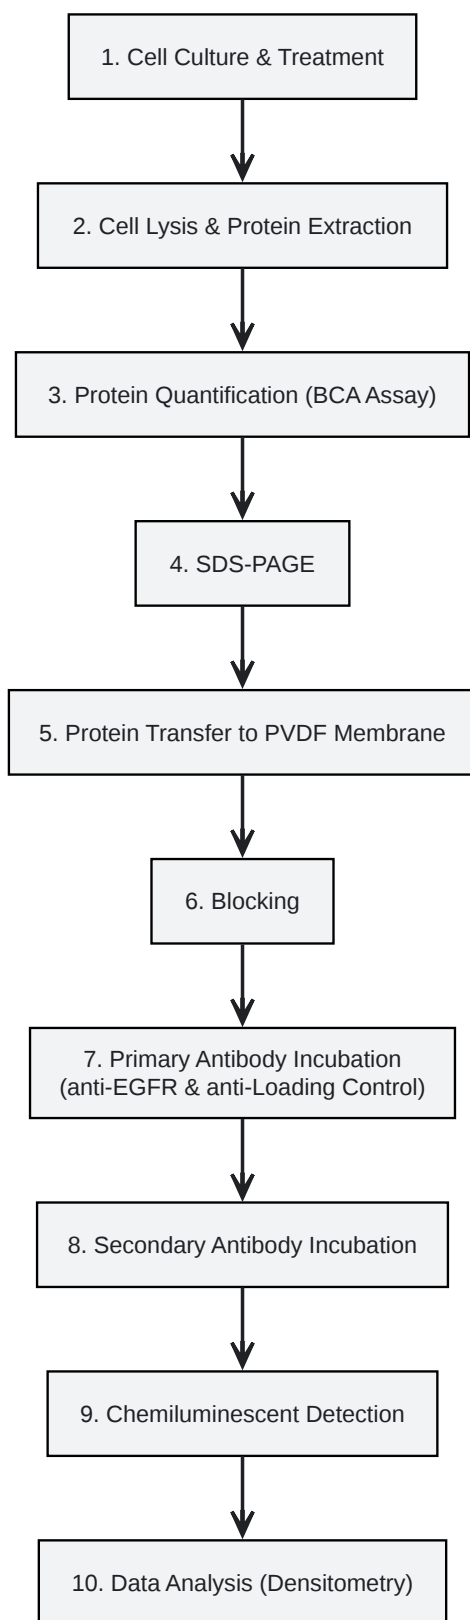 1. Cell Culture & Treatment
2. Cell Lysis & Protein Extraction
3. Protein Quantification (BCA Assay)
4. SDS-PAGE
5. Protein Transfer to PVDF Membrane
6. Blocking
7. Primary Antibody Incubation
(anti-EGFR & anti-Loading Control)
8. Secondary Antibody Incubation
9. Chemiluminescent Detection
10. Data Analysis (Densitometry)